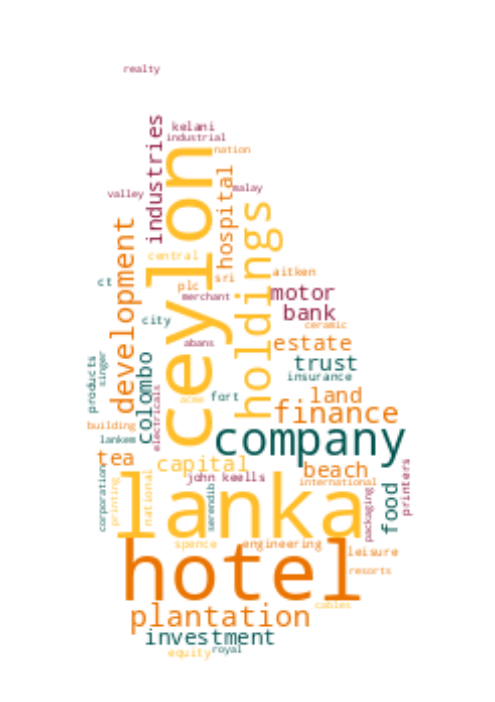 realty
kelani
industrial
industries
nation
ceylon
hospital
malay
valley
holdings
development
central
aitken
sri
ct
plc
merchant
motor
bank
city
ceramic
estate
abans
colombo
trust
products
singer
insurance
electricals
acme
fort
land
finance
building
lankem
company
tea
capital
beach
john keells
international
lanka
national
printing
corporation
serendib
packaging
food
printers
spence
engineering
leisure
hotel
resorts
cables
plantation
investment
royal
equity